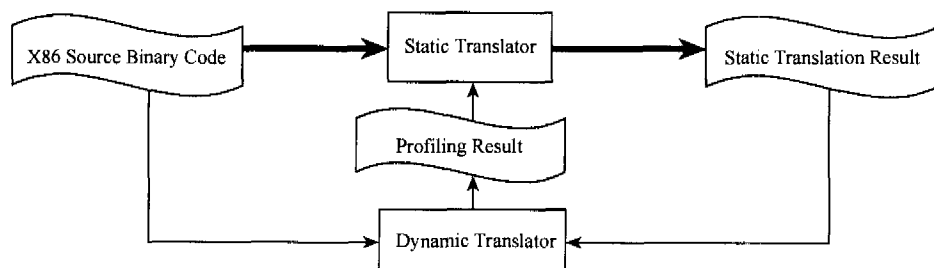 X86 Source Binary Code
Static Translator
Static Translation Result
Profiling Result
Dynamic Translator